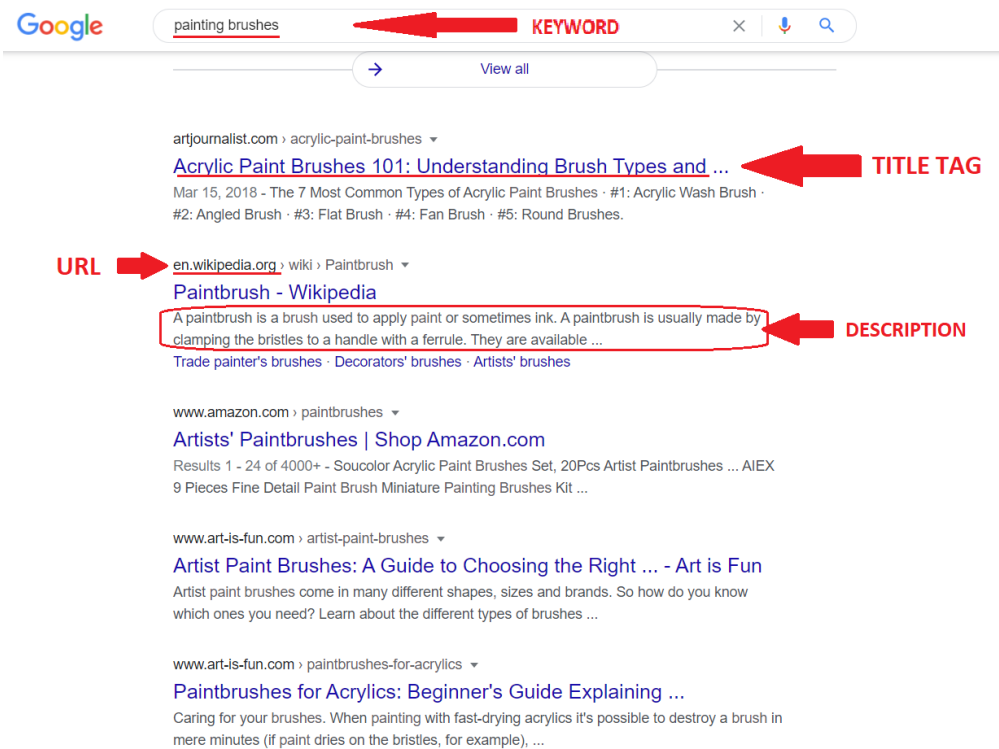 Google
painting brushes
KEYWORD
View all
artjournalist.com › acrylic-paint-brushes
Acrylic Paint Brushes 101: Understanding Brush Types and ...
TITLE TAG
Mar 15, 2018 - The 7 Most Common Types of Acrylic Paint Brushes · #1: Acrylic Wash Brush ·
#2: Angled Brush · #3: Flat Brush · #4: Fan Brush · #5: Round Brushes.
URL
en.wikipedia.org › wiki › Paintbrush
Paintbrush - Wikipedia
A paintbrush is a brush used to apply paint or sometimes ink. A paintbrush is usually made by
clamping the bristles to a handle with a ferrule. They are available ...
DESCRIPTION
Trade painter's brushes · Decorators' brushes · Artists' brushes
www.amazon.com › paintbrushes
Artists' Paintbrushes | Shop Amazon.com
Results 1 - 24 of 4000+ - Soucolor Acrylic Paint Brushes Set, 20Pcs Artist Paintbrushes ... AIEX
9 Pieces Fine Detail Paint Brush Miniature Painting Brushes Kit ...
www.art-is-fun.com › artist-paint-brushes
Artist Paint Brushes: A Guide to Choosing the Right ... - Art is Fun
Artist paint brushes come in many different shapes, sizes and brands. So how do you know
which ones you need? Learn about the different types of brushes ...
www.art-is-fun.com › paintbrushes-for-acrylics
Paintbrushes for Acrylics: Beginner's Guide Explaining ...
Caring for your brushes. When painting with fast-drying acrylics it's possible to destroy a brush in
mere minutes (if paint dries on the bristles, for example), ...